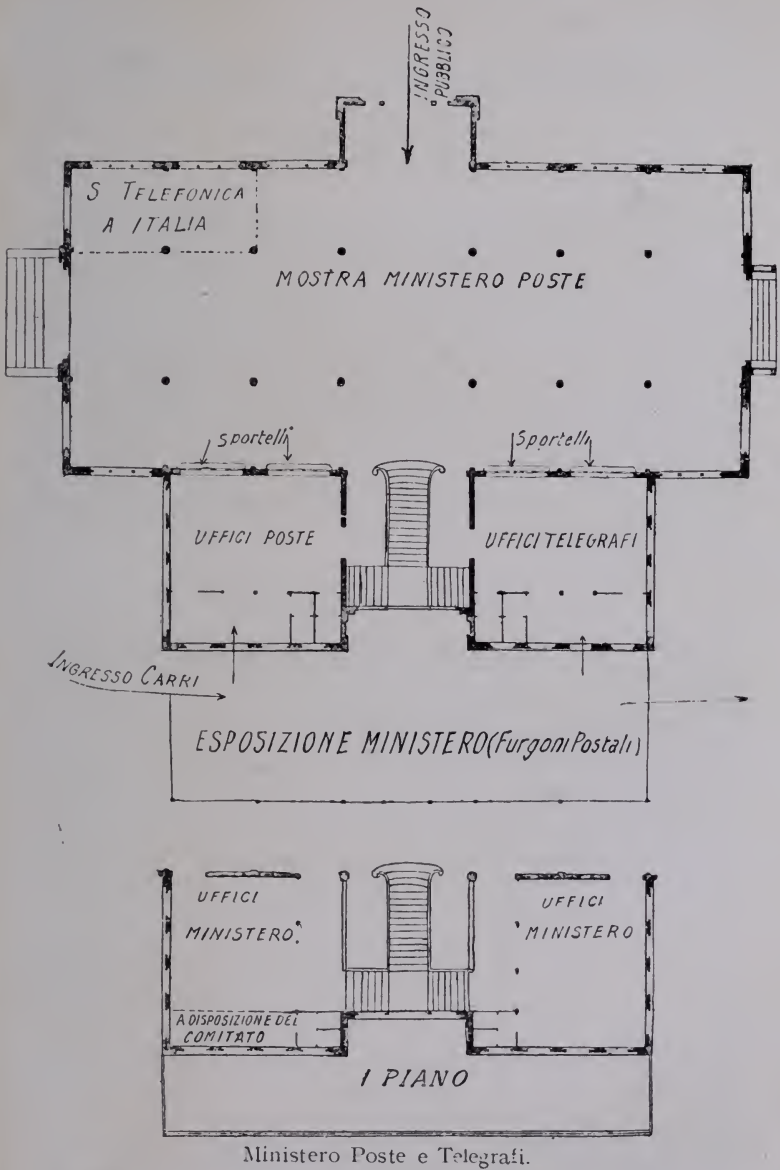 INGRESSO
PUBBLICO
S TELEFONICA
A ITALIA
MOSTRA MINISTERO POSTE
Sportelli
Sportelli
UFFICI POSTE
UFFICI TELEGRAFI
INGRESSO CARRI
ESPOSIZIONE MINISTERO (Furgoni Postali)
UFFICI
MINISTERO
UFFICI
MINISTERO
A DISPOSIZIONE DEL
COMITATO
I PIANO
Ministero Poste e Telegrafi.